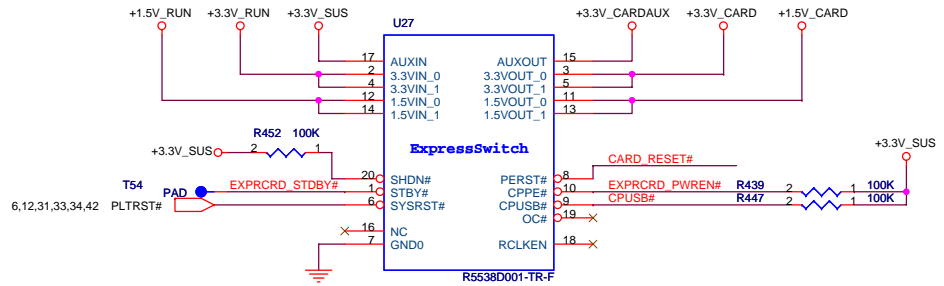 +1.5V_RUN +3.3V_RUN +3.3V_SUS U27 +3.3V_CARDAUX +3.3V_CARD +1.5V_CARD
17 AUXIN AUXOUT 15
2 3.3VIN_0 3.3VOUT_0 3
4 3.3VIN_1 3.3VOUT_1 5
12 1.5VIN_0 1.5VOUT_0 11
14 1.5VIN_1 1.5VOUT_1 13
R452 100K
+3.3V_SUS 2 1 ExpressSwitch +3.3V_SUS
CARD_RESET#
20 SHDN# PERST# 8
T54 PAD EXPRCRD_STDBY# 1 STBY# CPPE# 10 EXPRCRD_PWREN# R439 2 1 100K
6,12,31,33,34,42 PLTRST# 6 SYSRST# CPUSB# 9 CPUSB# R447 2 1 100K
OC# 19
16 NC
7 GND0 RCLKEN 18
R5538D001-TR-F